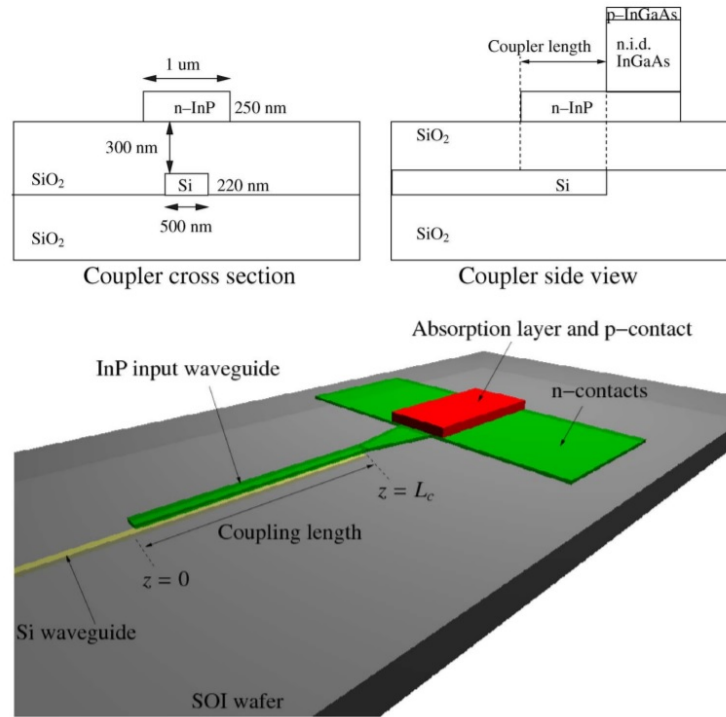 1 um
n–InP
250 nm
300 nm
SiO2
Si
220 nm
500 nm
SiO2
Coupler cross section
p–InGaAs
n.i.d.
InGaAs
Coupler length
n–InP
SiO2
Si
SiO2
Coupler side view
Absorption layer and p−contact
InP input waveguide
n−contacts
z = Lc
Coupling length
z = 0
Si waveguide
SOI wafer